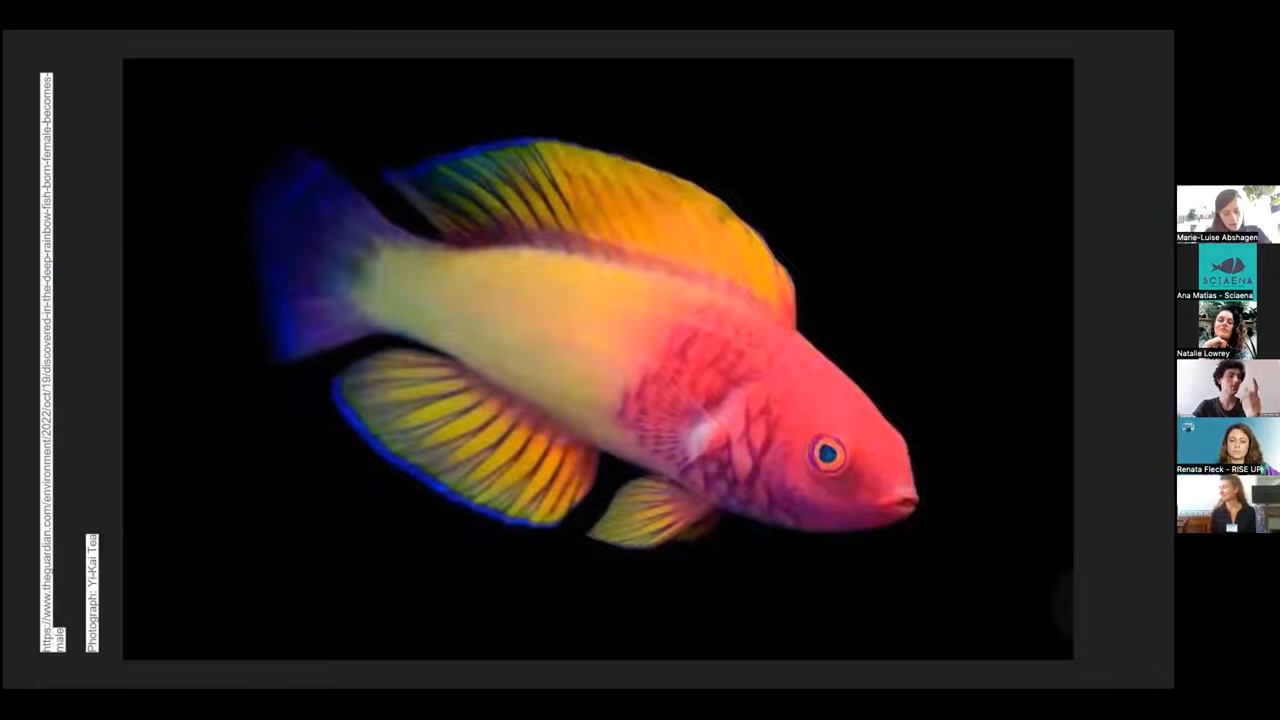 https://www.theguardian.com/environment/2022/oct/19/discovered-in-the-deep-rainbow-fish-born-female-becomes-
male
Photograph: Yi-Kai Tea
Marie-Luise Abshagen
SCIAENA
Ana Matias - Sciaena
Natalie Lowrey
Renata Fleck - RISE UP